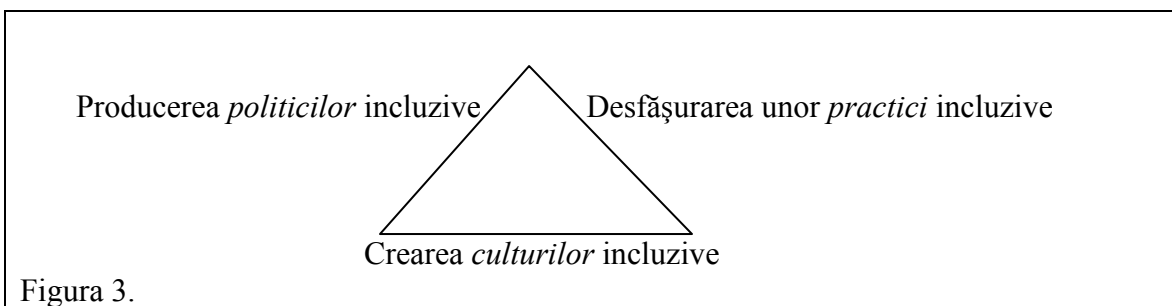 Producerea politicilor incluzive
Desfăşurarea unor practici incluzive
Crearea culturilor incluzive
Figura 3.